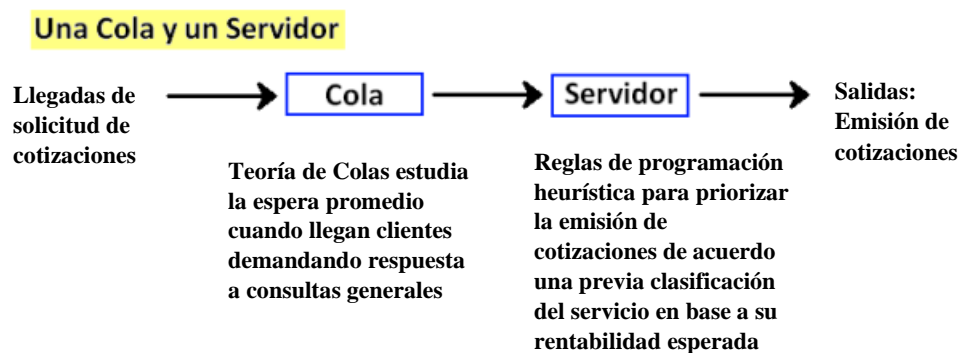 Una Cola y un Servidor
Llegadas de
solicitud de
cotizaciones
Cola
Servidor
Salidas:
Emisión de
cotizaciones
Teoría de Colas estudia
la espera promedio
cuando llegan clientes
demandando respuesta
a consultas generales
Reglas de programación
heurística para priorizar
la emisión de
cotizaciones de acuerdo
una previa clasificación
del servicio en base a su
rentabilidad esperada